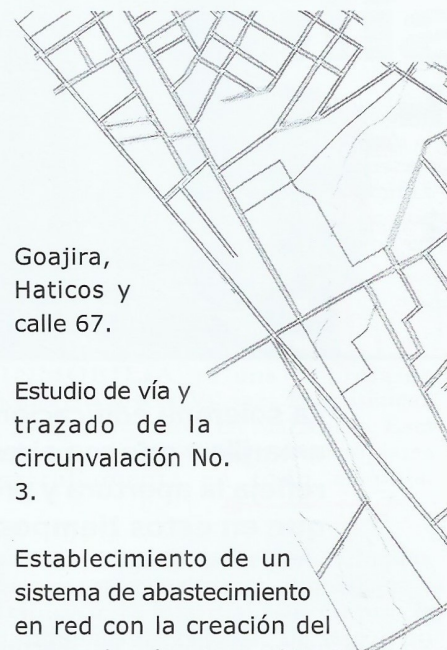 Goajira,
Haticos y
calle 67.
Estudio de vía y
trazado de la
circunvalación No.
3.
Establecimiento de un
sistema de abastecimiento
en red con la creación del